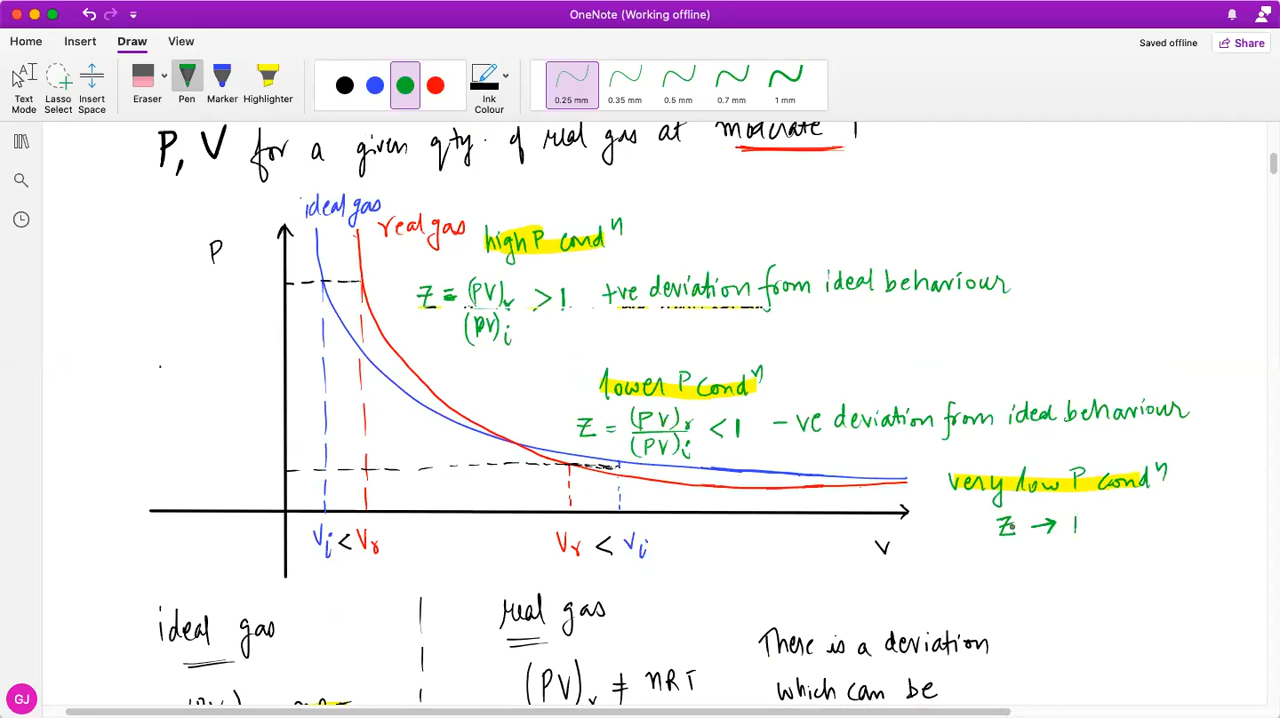 OneNote (Working offline)
Home Insert Draw View
Saved offline
Share
Text Mode
Lasso Select
Insert Space
Eraser
Pen
Marker
Highlighter
Ink Colour
0.25 mm
0.35 mm
0.5 mm
0.7 mm
1 mm
P, V for a given qty. of real gas at moderate T
ideal gas
real gas
high P condⁿ
P
Z = (PV)r / (PV)i > 1 +ve deviation from ideal behaviour
lower P condⁿ
Z = (PV)r / (PV)i < 1 -ve deviation from ideal behaviour
very low P condⁿ
Z → 1
Vi < Vr
Vr < Vi
V
ideal gas
real gas
There is a deviation
(PV)r ≠ nRT
which can be
GJ